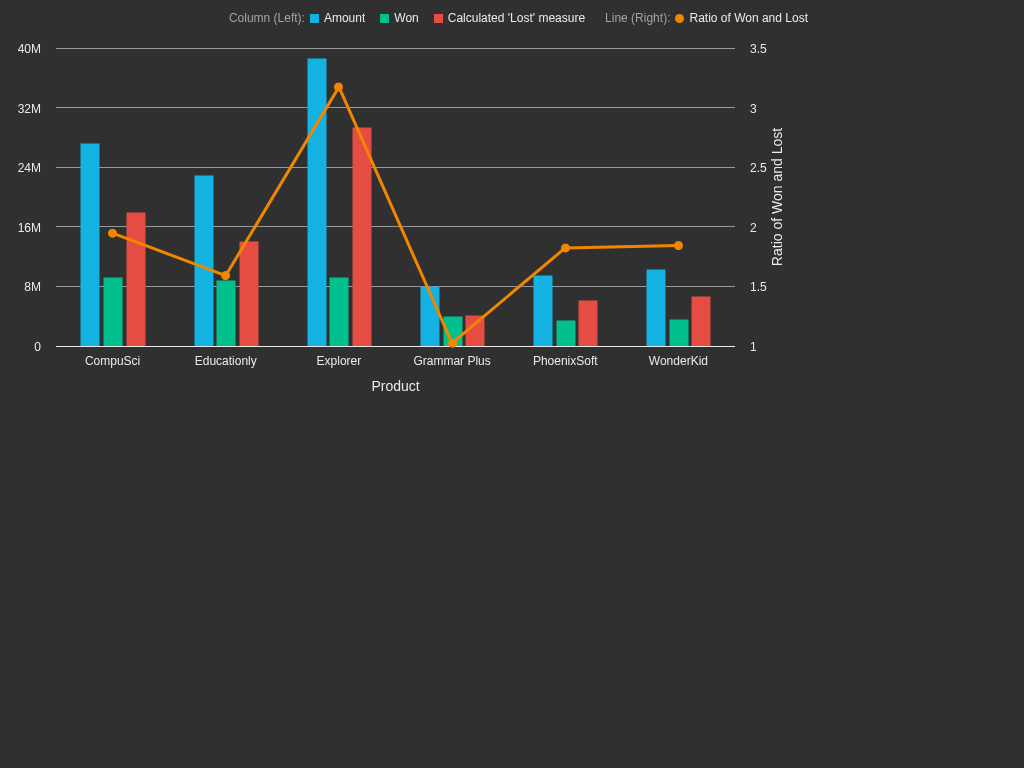 Column (Left): Amount Won Calculated 'Lost' measure Line (Right): Ratio of Won and Lost
40M 3.5
32M 3
24M 2.5
16M 2
8M 1.5
0 1
Ratio of Won and Lost
CompuSci Educationly Explorer Grammar Plus PhoenixSoft WonderKid
Product